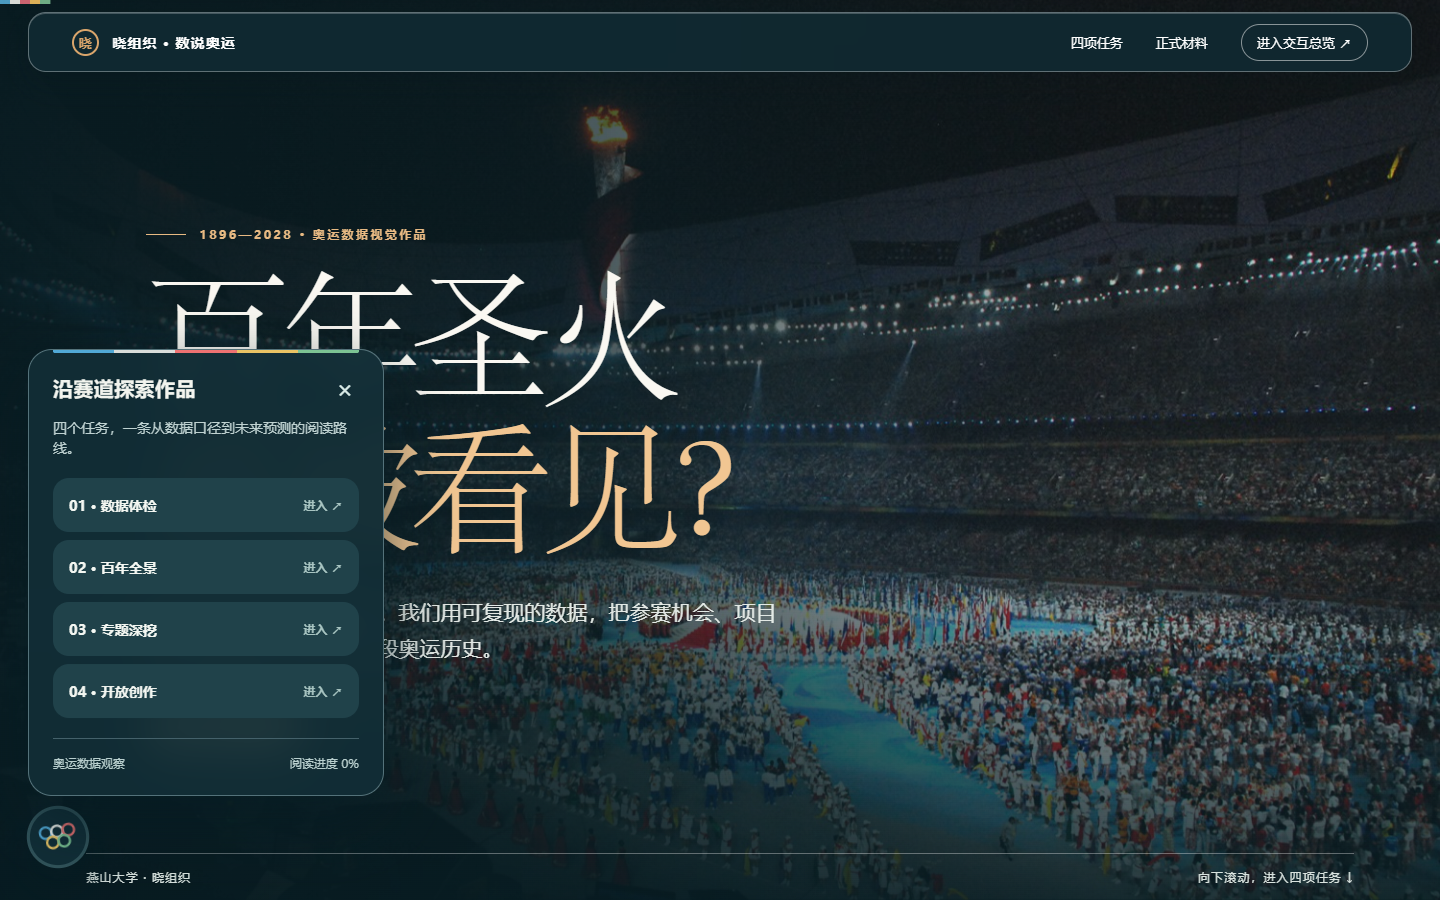 晓 晓组织 • 数说奥运
四项任务 正式材料 进入交互总览 ↗
1896—2028 • 奥运数据视觉作品
百年圣火
看见?
我们用可复现的数据，把参赛机会、项目
段奥运历史。
沿赛道探索作品 ×
四个任务，一条从数据口径到未来预测的阅读路
线。
01 • 数据体检 进入 ↗
02 • 百年全景 进入 ↗
03 • 专题深挖 进入 ↗
04 • 开放创作 进入 ↗
奥运数据观察 阅读进度 0%
燕山大学 · 晓组织
向下滚动，进入四项任务 ↓